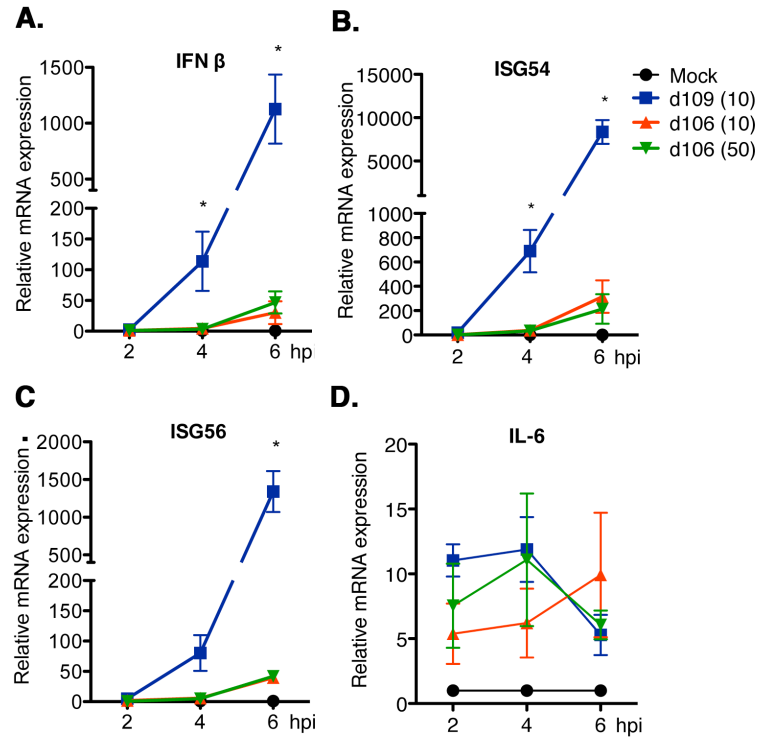 A.
IFN β
*
*
Relative mRNA expression
1500
1000
500
200
150
100
50
0
2 4 6 hpi
B.
ISG54
*
*
Relative mRNA expression
15000
10000
5000
1000
800
600
400
200
0
2 4 6 hpi
Mock
d109 (10)
d106 (10)
d106 (50)
C
.
ISG56
*
Relative mRNA expression
2000
1500
1000
500
200
150
100
50
0
2 4 6 hpi
D.
IL-6
Relative mRNA expression
20
15
10
5
0
2 4 6 hpi